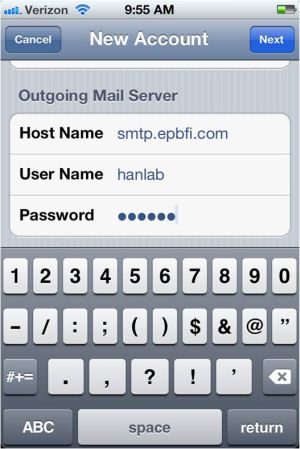 Verizon 9:55 AM
Cancel New Account Next
Outgoing Mail Server
Host Name smtp.epbfi.com
User Name hanlab
Password ●●●●●●
1 2 3 4 5 6 7 8 9 0
- / : ; ( ) $ & @ ”
#+= . , ? ! ’
ABC space return